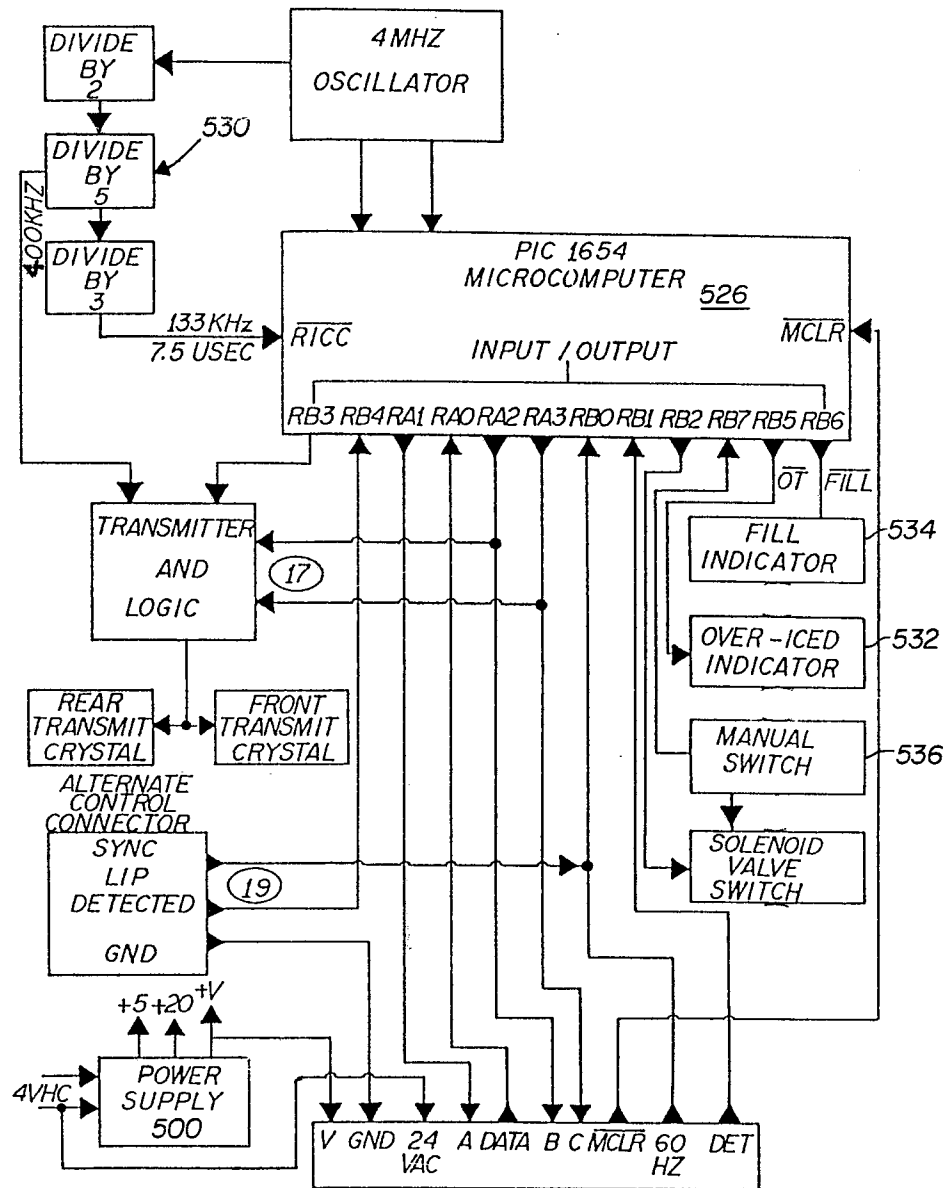 DIVIDE
BY
2
4 MHZ
OSCILLATOR
530
DIVIDE
BY
5
400KHZ
DIVIDE
BY
3
133 KHz
7.5 USEC
PIC 1654
MICROCOMPUTER
526
RICC
MCLR
INPUT / OUTPUT
RB3 RB4 RA1 RA0 RA2 RA3 RB0 RB1 RB2 RB7 RB5 RB6
OT FILL
TRANSMITTER
AND
LOGIC
17
FILL
INDICATOR
534
OVER-ICED
INDICATOR
532
REAR
TRANSMIT
CRYSTAL
FRONT
TRANSMIT
CRYSTAL
MANUAL
SWITCH
536
ALTERNATE
CONTROL
CONNECTOR
SYNC
LIP
DETECTED
GND
19
SOLENOID
VALVE
SWITCH
+5 +20 +V
4VHC
POWER
SUPPLY
500
V GND 24 VAC A DATA B C MCLR 60 HZ DET